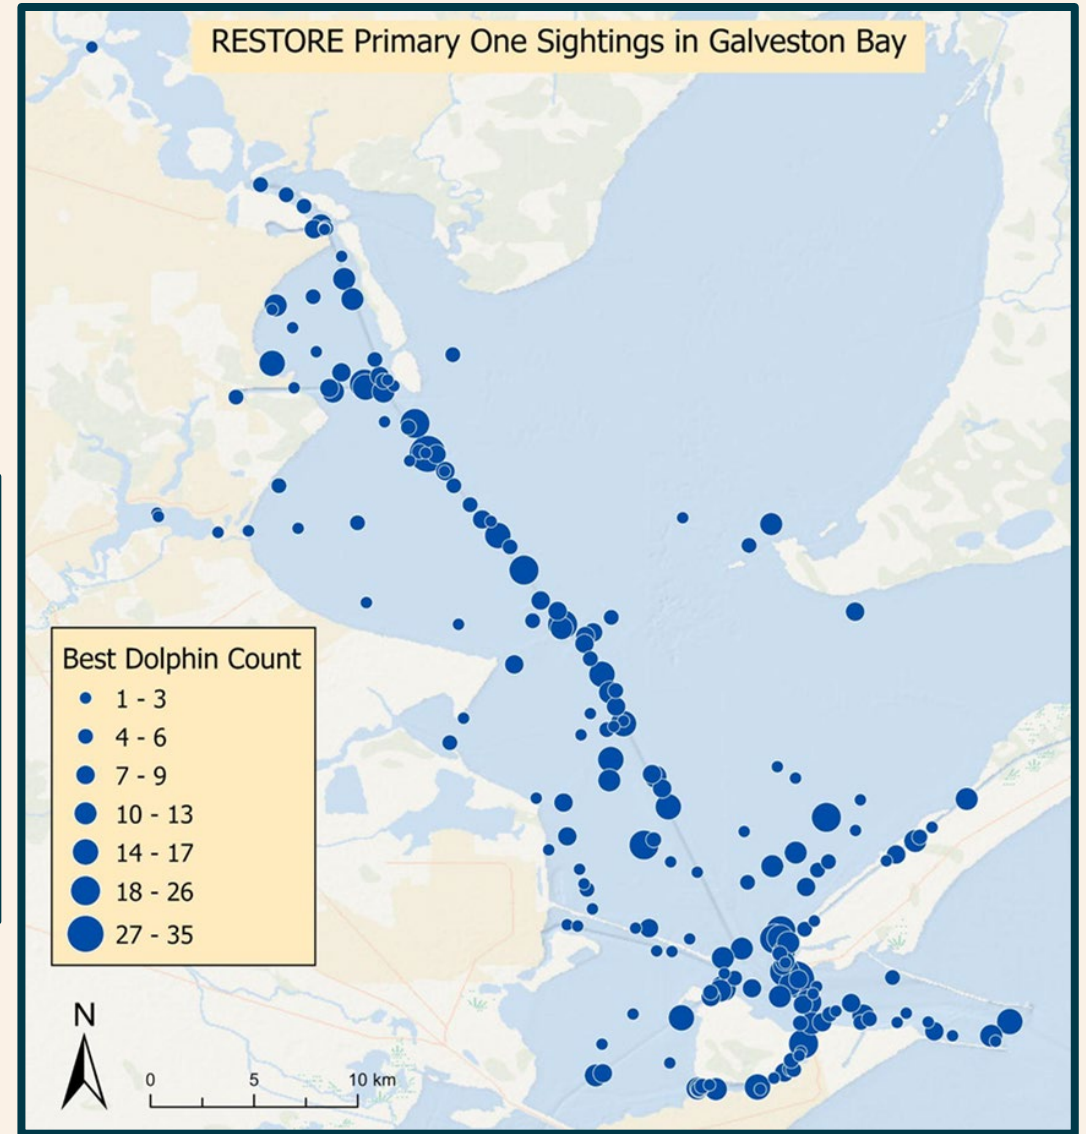 RESTORE Primary One Sightings in Galveston Bay
Best Dolphin Count
1 - 3
4 - 6
7 - 9
10 - 13
14 - 17
18 - 26
27 - 35
N
0 5 10 km